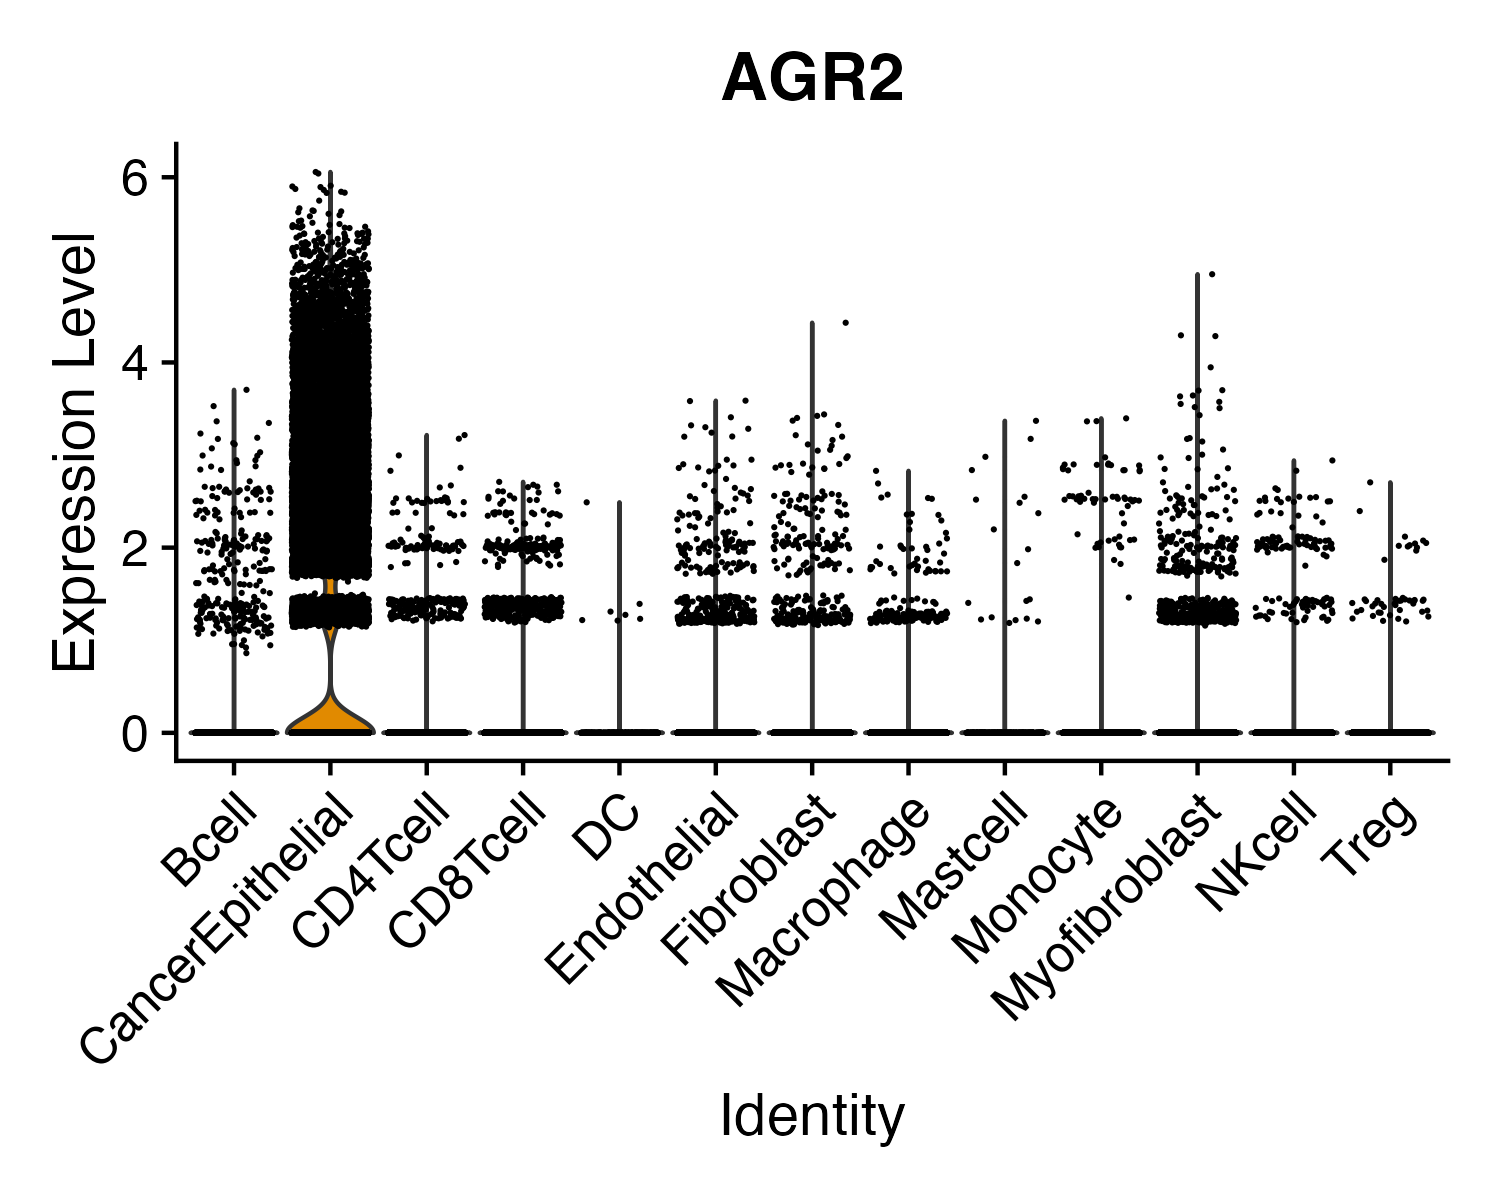 AGR2
Expression Level
6
4
2
0
Bcell
CancerEpithelial
CD4Tcell
CD8Tcell
DC
Endothelial
Fibroblast
Macrophage
Mastcell
Monocyte
Myofibroblast
NKcell
Treg
Identity